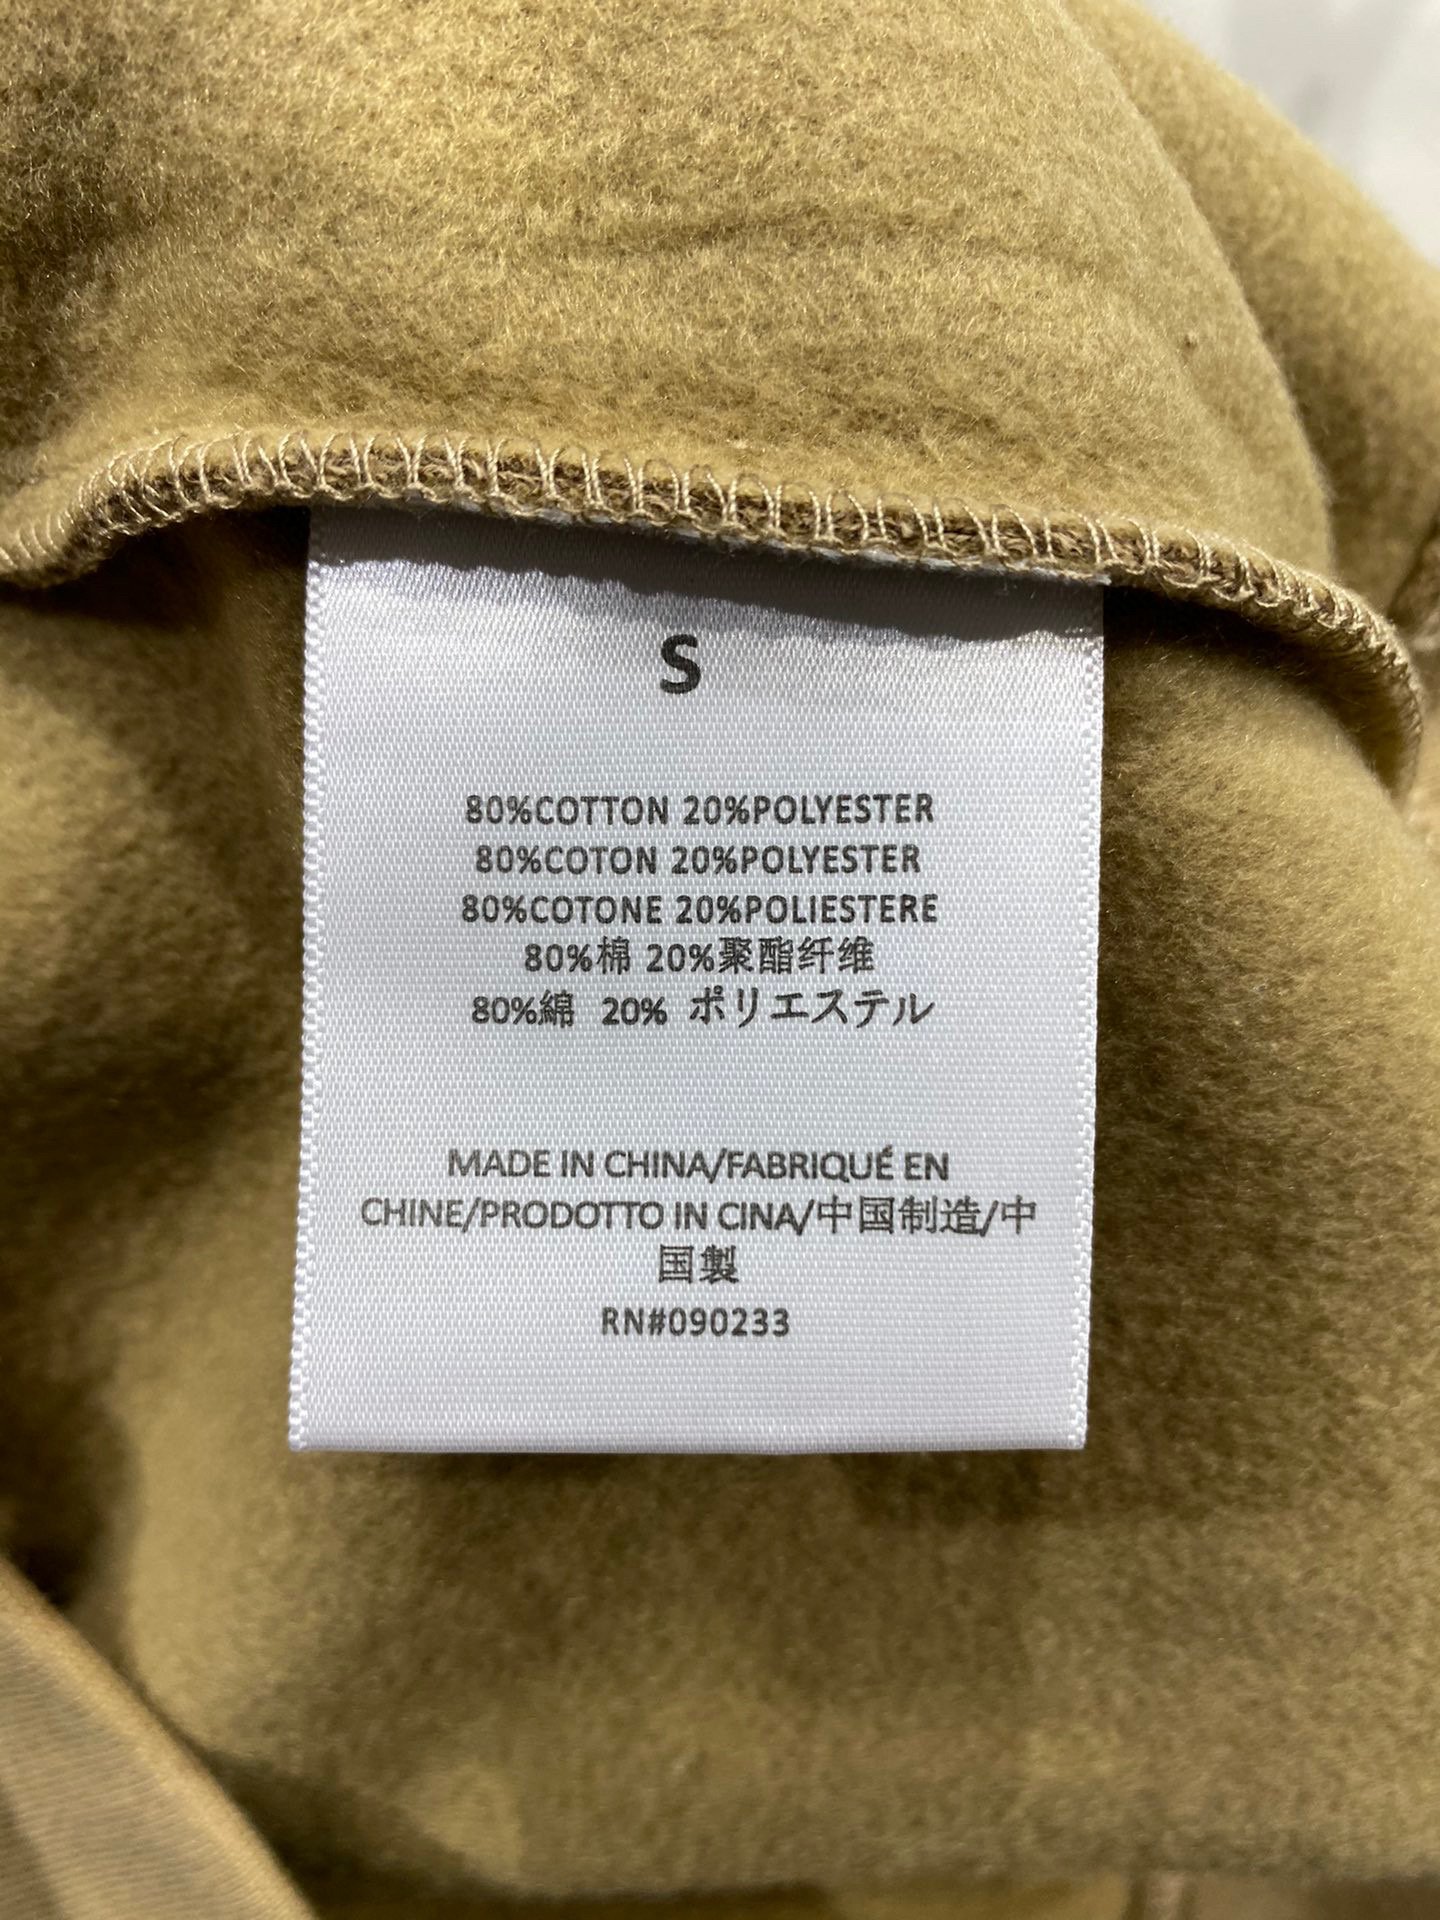 S
80%COTTON 20%POLYESTER
80%COTON 20%POLYESTER
80%COTONE 20%POLIESTERE
80%棉 20%聚酯纤维
80%綿 20% ポリエステル
MADE IN CHINA/FABRIQUÉ EN
CHINE/PRODOTTO IN CINA/中国制造/中
国製
RN#090233